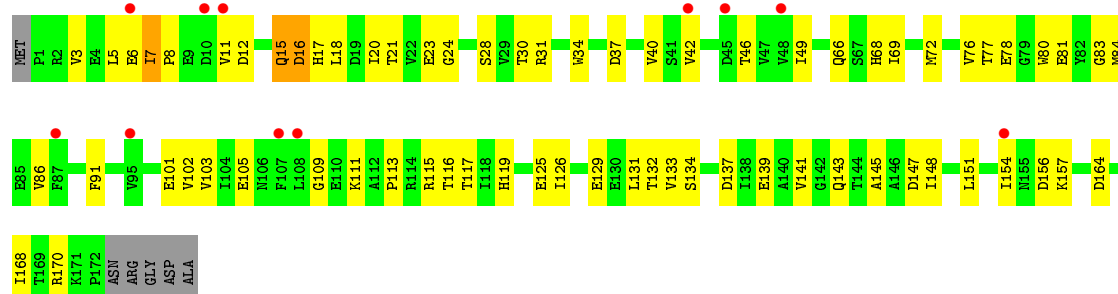 MET P1 R2 V3 E4 L5 E6 I7 P8 E9 D10 V11 D12 Q15 D16 H17 L18 D19 I20 T21 V22 E23 G24 S28 V29 T30 R31 W34 D37 V40 S41 V42 D45 T46 V47 V48 I49 Q66 S67 H68 I69 M72 V76 T77 E78 G79 W80 E81 Y82 G83 M84
E85 V86 F87 F91 V95 E101 V102 V103 I104 E105 N106 F107 L108 G109 E110 K111 A112 P113 R114 R115 T116 T117 I118 H119 E125 I126 E129 E130 L131 T132 V133 S134 D137 I138 E139 A140 V141 G142 Q143 T144 A145 A146 D147 I148 L151 I154 N155 D156 K157 D164
I168 T169 R170 K171 P172 ASN ARG GLY ASP ALA